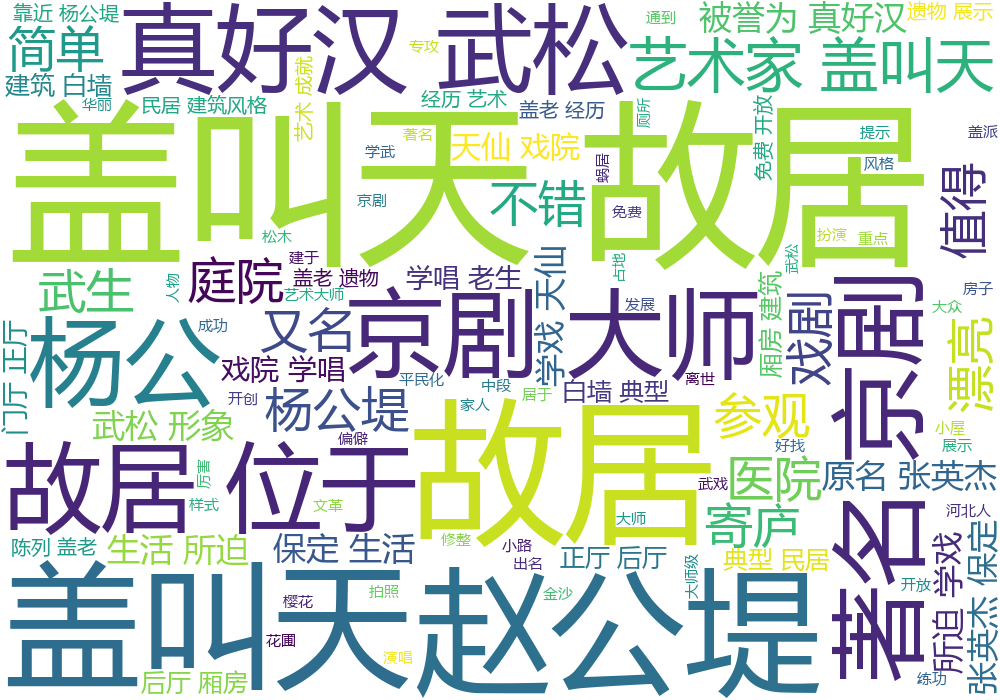 靠近 杨公堤
真好汉 武松
被誉为 真好汉
遗物 展示
通到
简单
专攻
艺术家 盖叫天
建筑 白墙
艺术 成就
华丽
民居 建筑风格
经历 艺术
盖老 经历
厕所
免费 开放
盖叫天 故居
著名
天仙 戏院
提示
盖派
学武
蜗居
风格
值得
京剧
不错
免费
松木
扮演
重点
武生
庭院
建于
盖老 遗物
学唱 老生
学戏 天仙
占地
武松
人物
艺术大师
厢房 建筑
戏剧
京剧
房子
大众
漂亮
门厅 正厅
杨公
成功
又名
京剧 大师
发展
戏院 学唱
平民化
中段
居于
白墙 典型
离世
开创
杨公堤
家人
故居
参观
武松 形象
偏僻
好找
小屋
展示
故居 位于
厉害
武戏
医院
原名 张英杰
样式
文革
大师
寄庐
著名
河北人
陈列 盖老
生活 所迫
保定 生活
修整
小路
出名
正厅 后厅
大师级
典型 民居
所迫 学戏
张英杰 保定
盖叫天
赵公堤
樱花
拍照
金沙
开放
花圃
演唱
后厅 厢房
练功